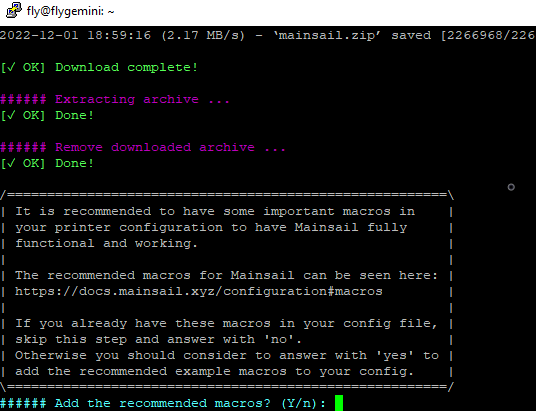 fly@flygemini: ~
2022-12-01 18:59:16 (2.17 MB/s) - ‘mainsail.zip’ saved [2266968/226
[✓ OK] Download complete!
###### Extracting archive ...
[✓ OK] Done!
###### Remove downloaded archive ...
[✓ OK] Done!
/=======================================================\
| It is recommended to have some important macros in |
| your printer configuration to have Mainsail fully |
| functional and working. |
| |
| The recommended macros for Mainsail can be seen here: |
| https://docs.mainsail.xyz/configuration#macros |
| |
| If you already have these macros in your config file, |
| skip this step and answer with 'no'. |
| Otherwise you should consider to answer with 'yes' to |
| add the recommended example macros to your config. |
\=======================================================/
###### Add the recommended macros? (Y/n):